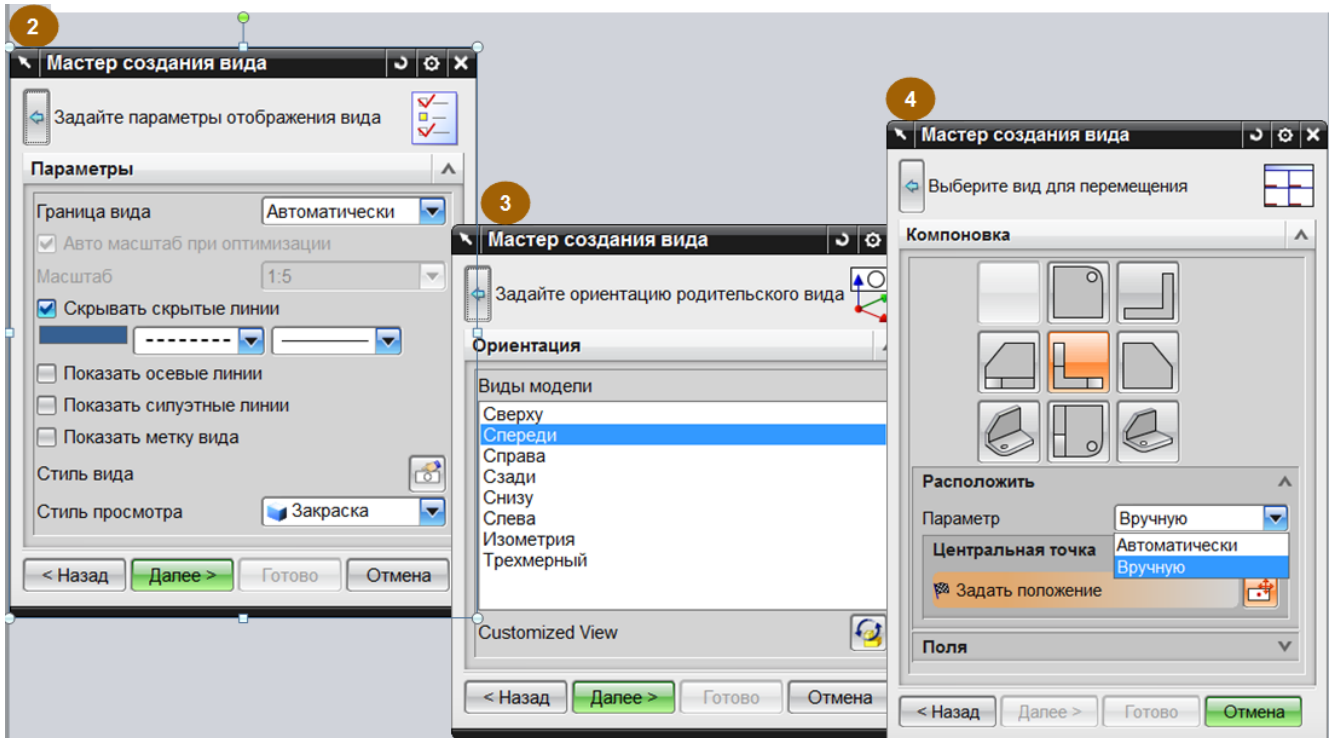 2
Мастер создания вида
Задайте параметры отображения вида
Параметры
Граница вида Автоматически
Авто масштаб при оптимизации
Масштаб 1:5
Скрывать скрытые линии
Показать осевые линии
Показать силуэтные линии
Показать метку вида
Стиль вида
Стиль просмотра Закраска
< Назад Далее > Готово Отмена
3
Мастер создания вида
Задайте ориентацию родительского вида
Ориентация
Виды модели
Сверху
Спереди
Справа
Сзади
Снизу
Слева
Изометрия
Трехмерный
Customized View
< Назад Далее > Готово Отмена
4
Мастер создания вида
Выберите вид для перемещения
Компоновка
Расположить
Параметр Вручную
Автоматически
Вручную
Центральная точка
Задать положение
Поля
< Назад Далее > Готово Отмена